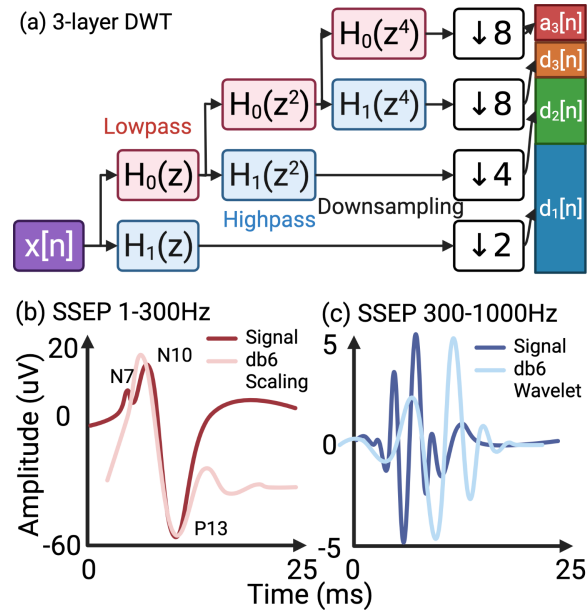 (a) 3-layer DWT
H₀(z⁴)
↓8
a₃[n]
d₃[n]
H₀(z²)
H₁(z⁴)
↓8
d₂[n]
Lowpass
H₀(z)
H₁(z²)
↓4
Highpass
Downsampling
d₁[n]
x[n]
H₁(z)
↓2
(b) SSEP 1-300Hz
20
0
-60
Amplitude (uV)
N7
N10
P13
Signal
db6
Scaling
0
25
(c) SSEP 300-1000Hz
5
0
-5
Signal
db6
Wavelet
0
25
Time (ms)